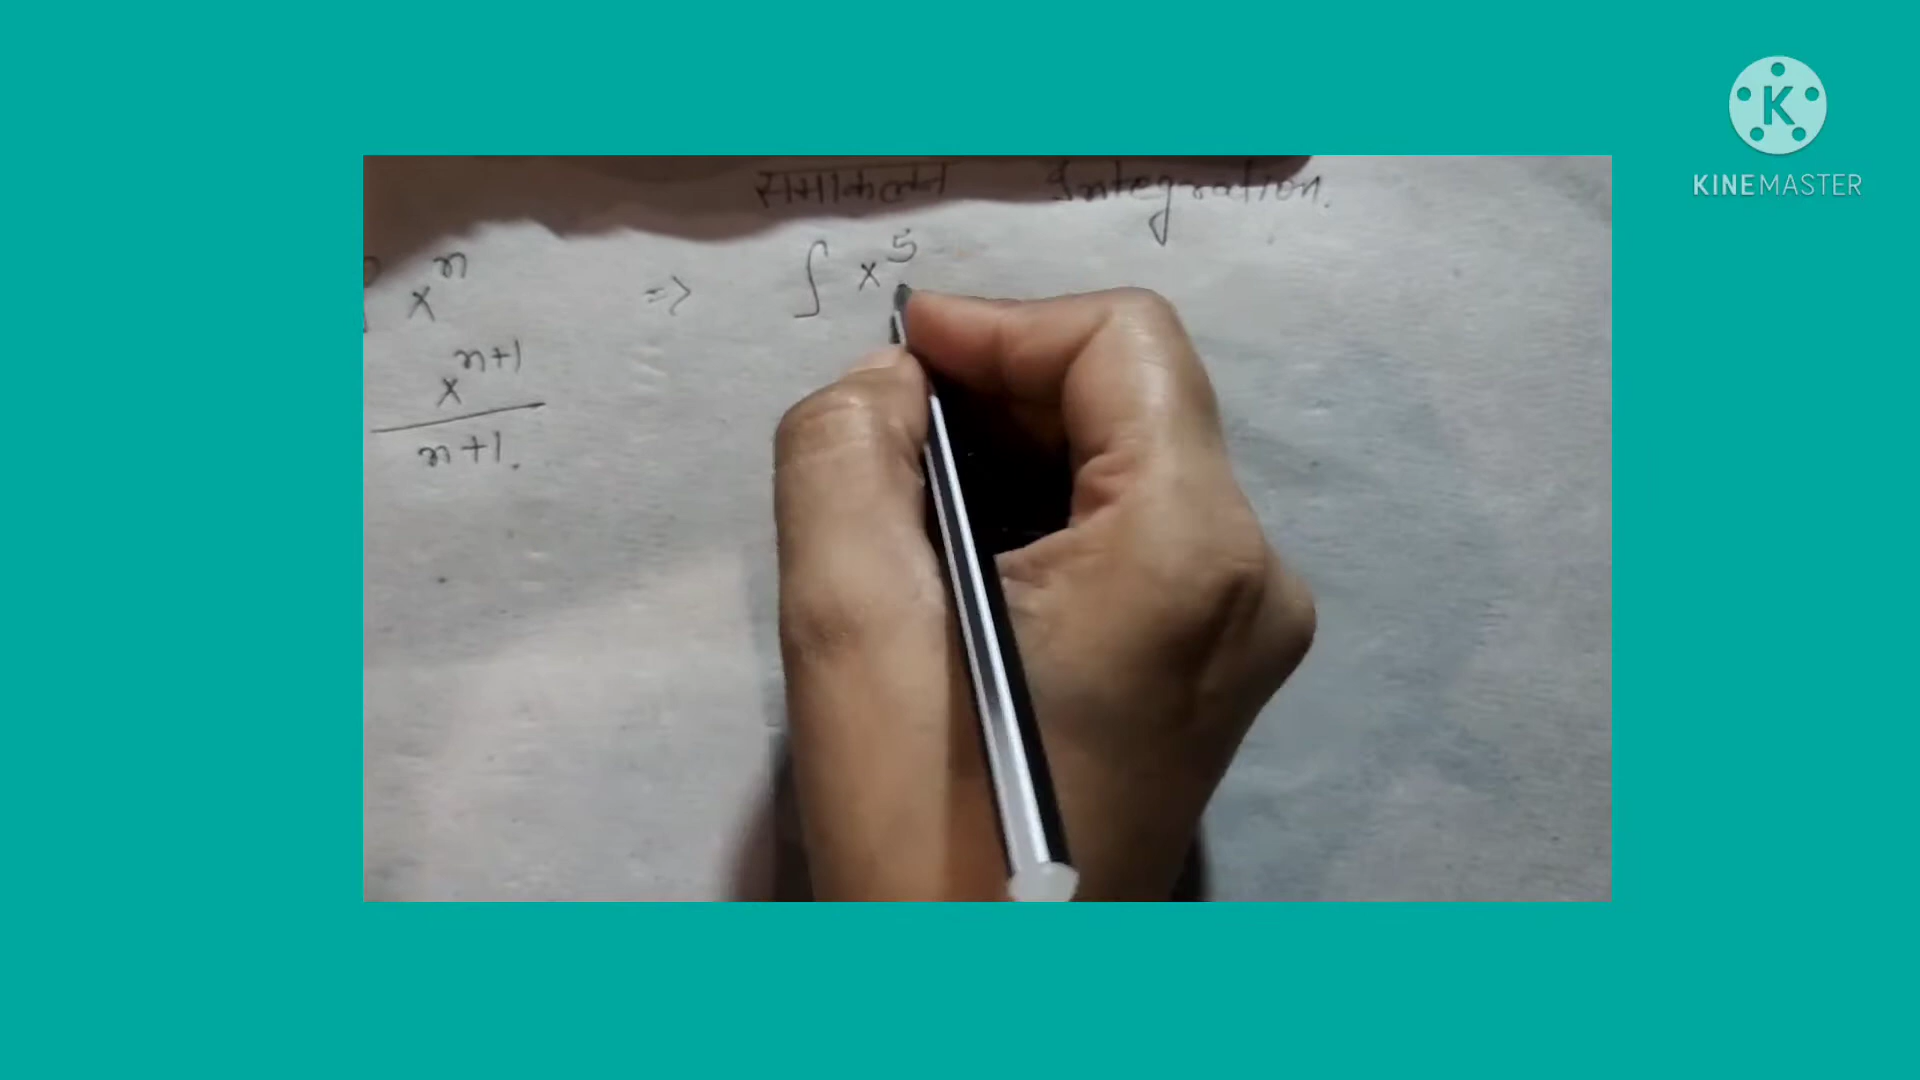 समाकलन Integration.
∫ x^n => ∫ x^5
x^n+1
n+1.
KINEMASTER